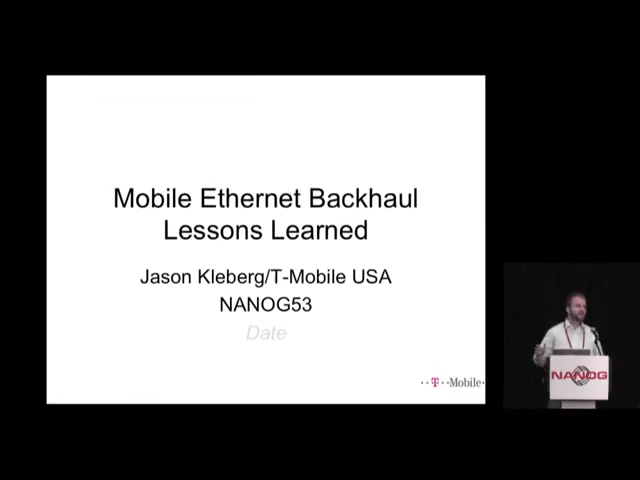 Mobile Ethernet Backhaul
Lessons Learned
Jason Kleberg/T-Mobile USA
NANOG53
Date
T Mobile
NANOG